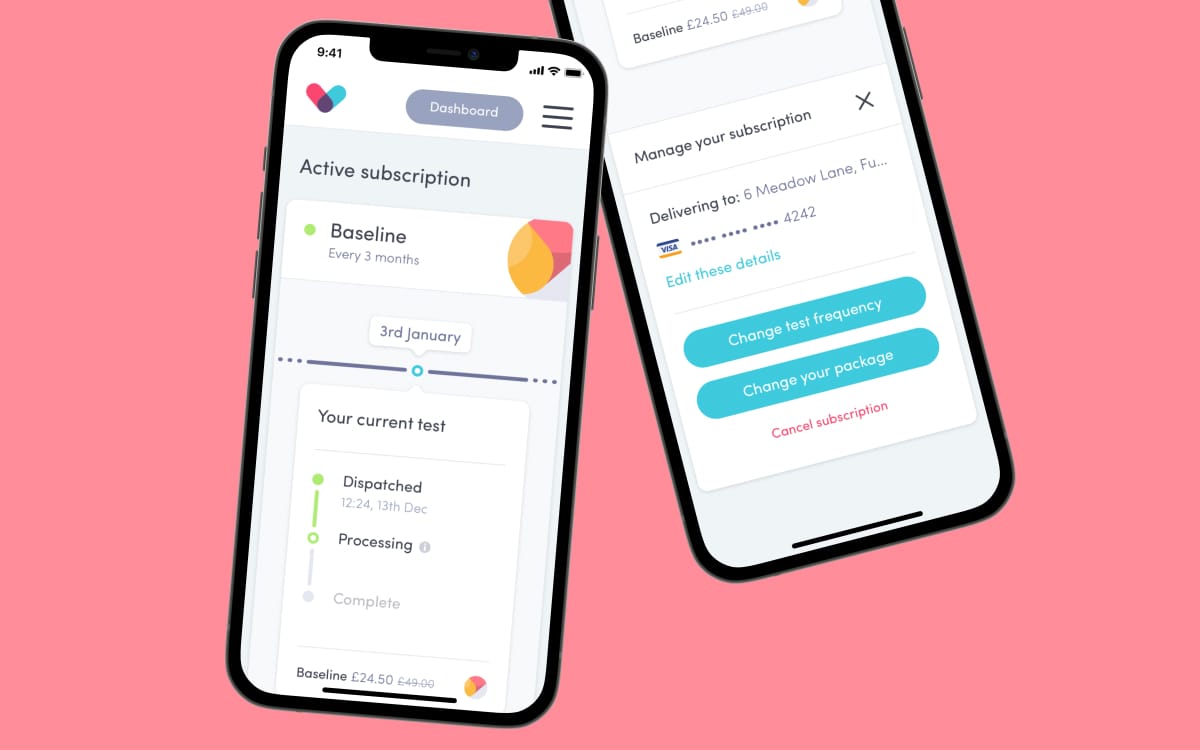 9:41
Dashboard
Active subscription
Baseline
Every 3 months
3rd January
Your current test
Dispatched
12:24, 13th Dec
Processing
Complete
Baseline £24.50 £49.00
Baseline £24.50 £49.00
Manage your subscription
Delivering to: 6 Meadow Lane, Fu...
VISA •••• •••• •••• 4242
Edit these details
Change test frequency
Change your package
Cancel subscription